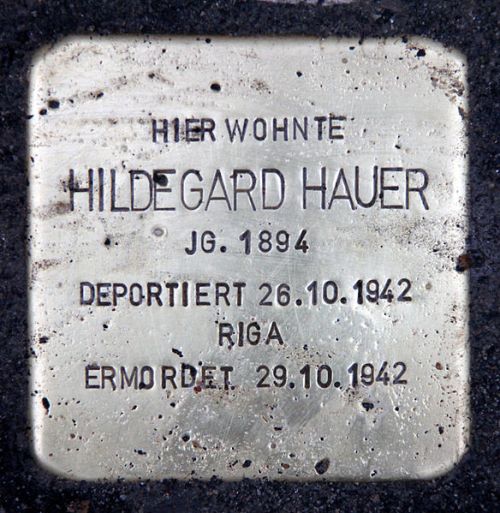 HIER WOHNTE
HILDEGARD HAUER
JG. 1894
DEPORTIERT 26.10.1942
RIGA
ERMORDET 29.10.1942